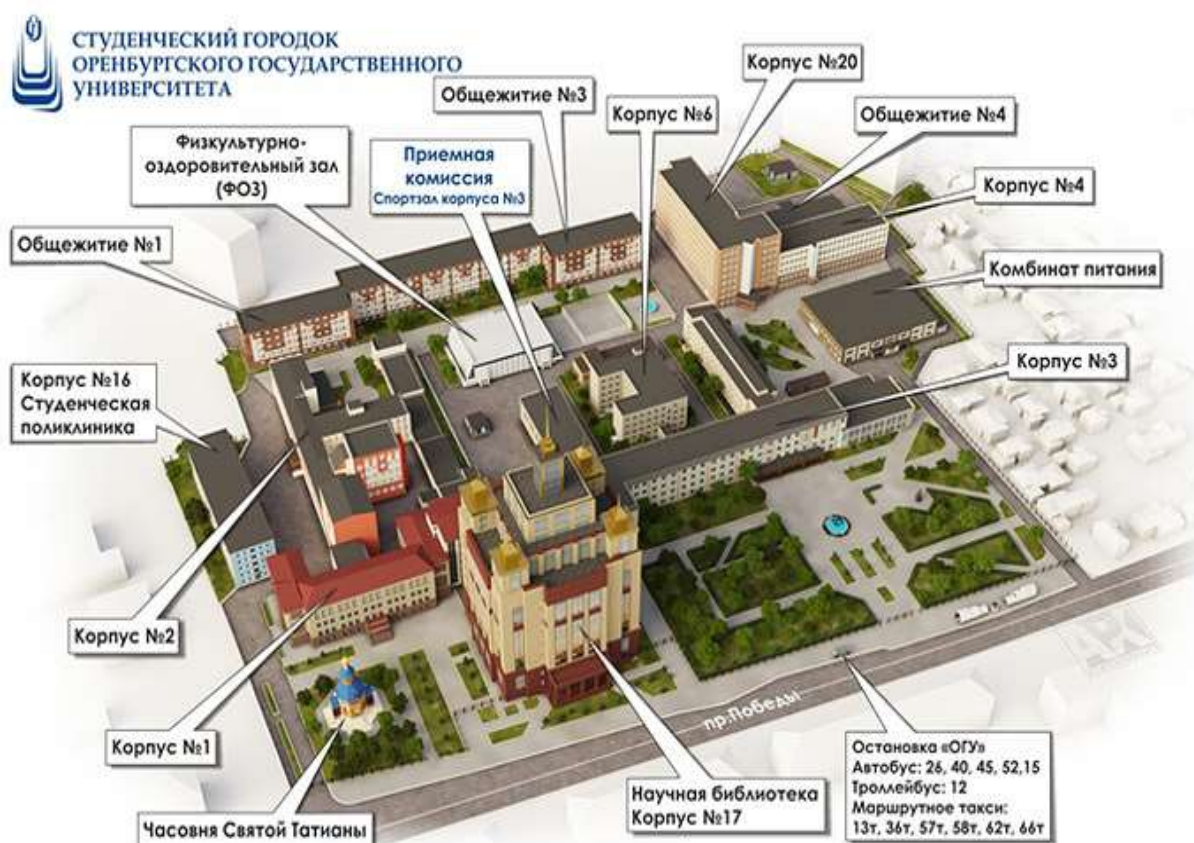 СТУДЕНЧЕСКИЙ ГОРОДОК
ОРЕНБУРГСКОГО ГОСУДАРСТВЕННОГО
УНИВЕРСИТЕТА
Корпус №20
Общежитие №3
Корпус №6
Общежитие №4
Физкультурно-
оздоровительный зал
(ФОЗ)
Приемная
комиссия
Спортзал корпуса №3
Корпус №4
Общежитие №1
Комбинат питания
Корпус №3
Корпус №16
Студенческая
поликлиника
Корпус №2
Корпус №1
пр.Победы
Остановка «ОГУ»
Автобус: 26, 40, 45, 52,15
Троллейбус: 12
Маршрутное такси:
13т, 36т, 57т, 58т, 62т, 66т
Научная библиотека
Корпус №17
Часовня Святой Татианы